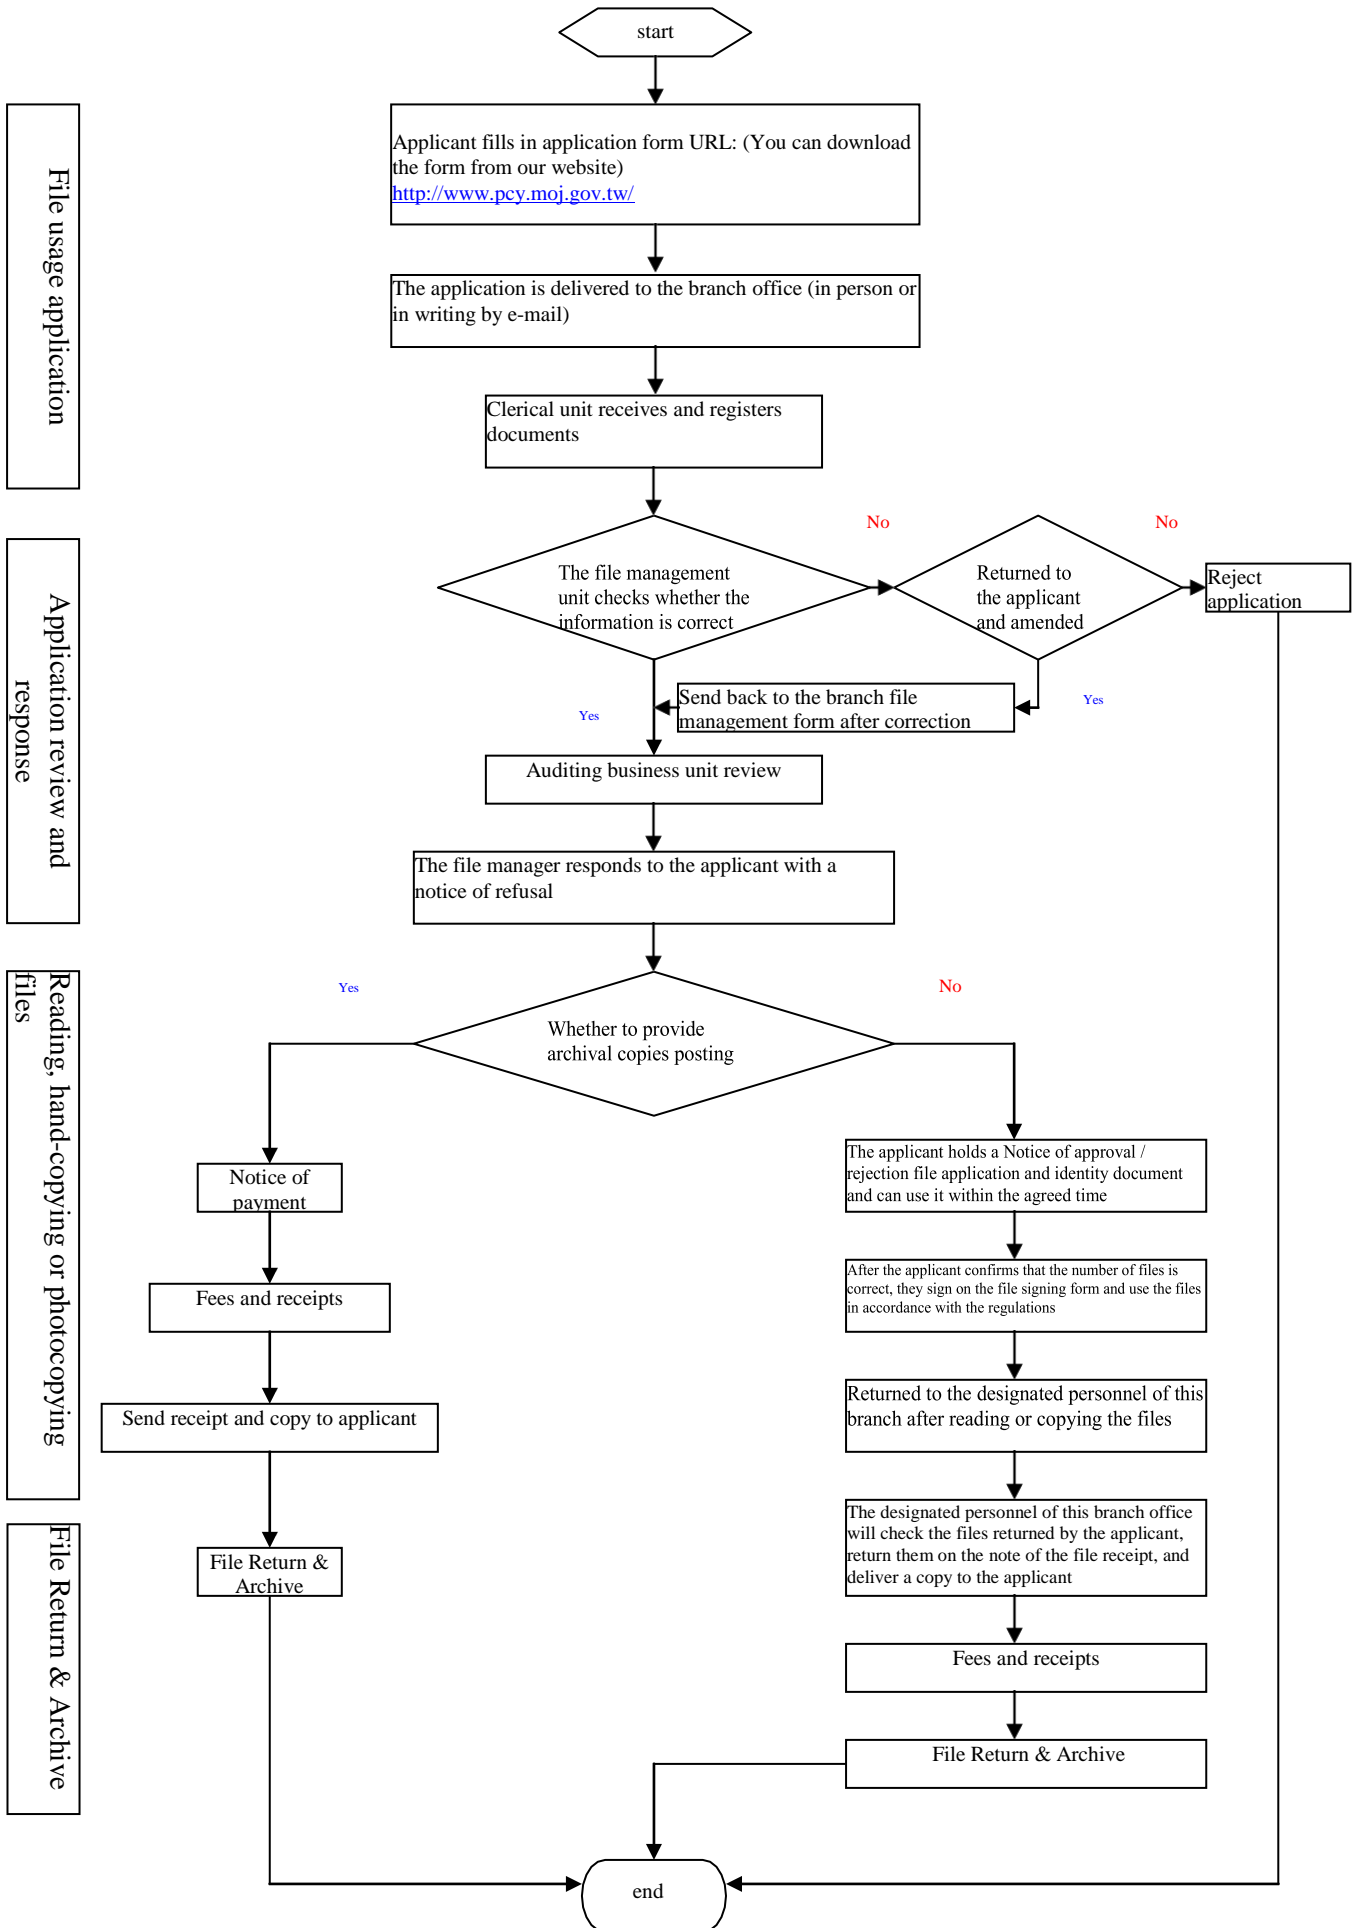 start
File usage application
Applicant fills in application form URL: (You can download
the form from our website)
http://www.pcy.moj.gov.tw/
The application is delivered to the branch office (in person or
in writing by e-mail)
Clerical unit receives and registers
documents
Application review and
response
No
No
The file management
unit checks whether the
information is correct
Returned to
the applicant
and amended
Reject
application
Send back to the branch file
management form after correction
Yes
Yes
Auditing business unit review
The file manager responds to the applicant with a
notice of refusal
Reading, hand-copying or photocopying
files
Yes
No
Whether to provide
archival copies posting
Notice of
payment
Fees and receipts
Send receipt and copy to applicant
The applicant holds a Notice of approval /
rejection file application and identity document
and can use it within the agreed time
After the applicant confirms that the number of files is
correct, they sign on the file signing form and use the files
in accordance with the regulations
Returned to the designated personnel of this
branch after reading or copying the files
The designated personnel of this branch office
will check the files returned by the applicant,
return them on the note of the file receipt, and
deliver a copy to the applicant
File Return & Archive
File Return &
Archive
Fees and receipts
File Return & Archive
end